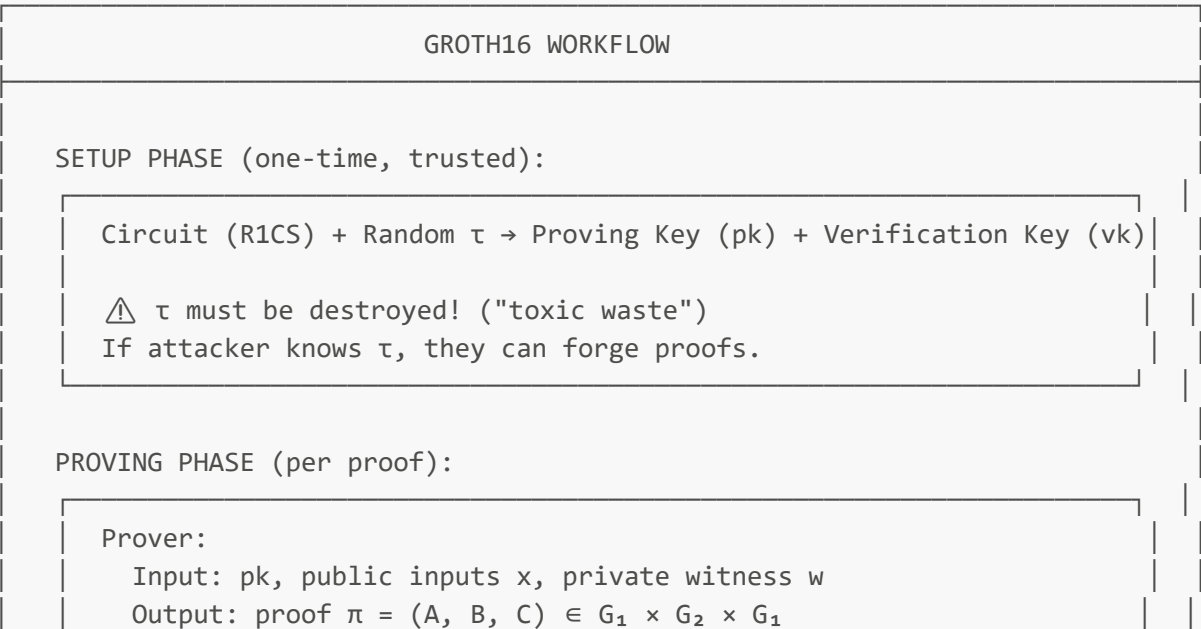 GROTH16 WORKFLOW
SETUP PHASE (one-time, trusted):
Circuit (R1CS) + Random τ → Proving Key (pk) + Verification Key (vk)
⚠ τ must be destroyed! ("toxic waste")
If attacker knows τ, they can forge proofs.
PROVING PHASE (per proof):
Prover:
Input: pk, public inputs x, private witness w
Output: proof π = (A, B, C) ∈ G₁ × G₂ × G₁